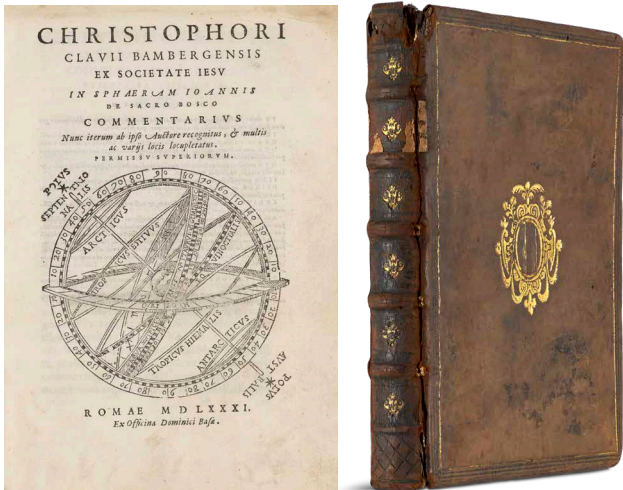 CHRISTOPHORI
CLAVII BAMBERGENSIS
EX SOCIETATE IESV
IN SPHAERAM IOANNIS
DE SACRO BOSCO
COMMENTARIVS
Nunc iterum ab ipso Auctore recognitus, & multis
ac varijs locis locupletatus.
PERMISSV SVPERIORVM.
POLVS
SEPTENTRIO
NALIS
ARCTICVS
TROPICVS HIEMALIS
ANTARCTICVS
POLVS
AVSTRALIS
ROMAE M D LXXXI.
Ex Officina Dominici Basæ.